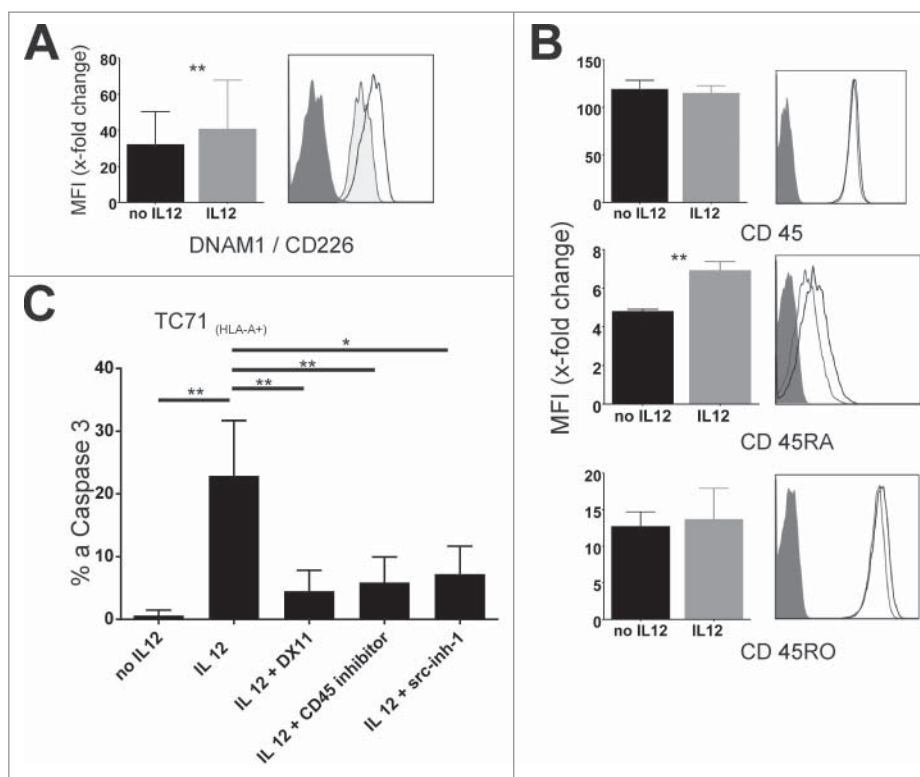 A
MFI (x-fold change)
80
60
40
20
0
**
no IL12 IL12
DNAM1 / CD226
B
MFI (x-fold change)
150
100
50
0
no IL12 IL12
CD 45
8
6
4
2
0
**
no IL12 IL12
CD 45RA
20
15
10
5
0
no IL12 IL12
CD 45RO
C
TC71 (HLA-A+)
% a Caspase 3
40
30
20
10
0
*
**
**
**
no IL12
IL 12
IL 12 + DX11
IL 12 + CD45 inhibitor
IL 12 + src-inh-1